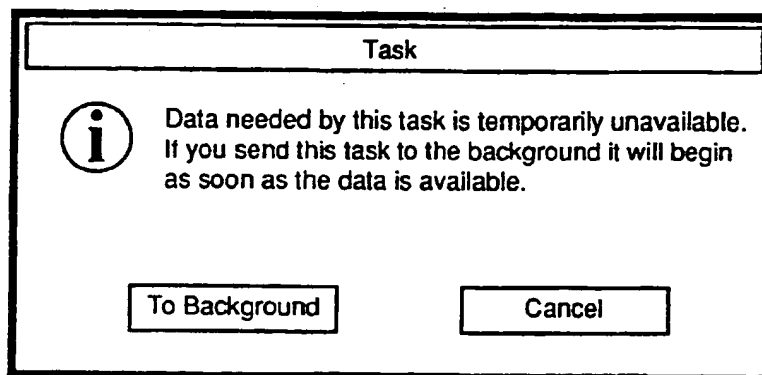 Task
i
Data needed by this task is temporarily unavailable.
If you send this task to the background it will begin
as soon as the data is available.
To Background
Cancel